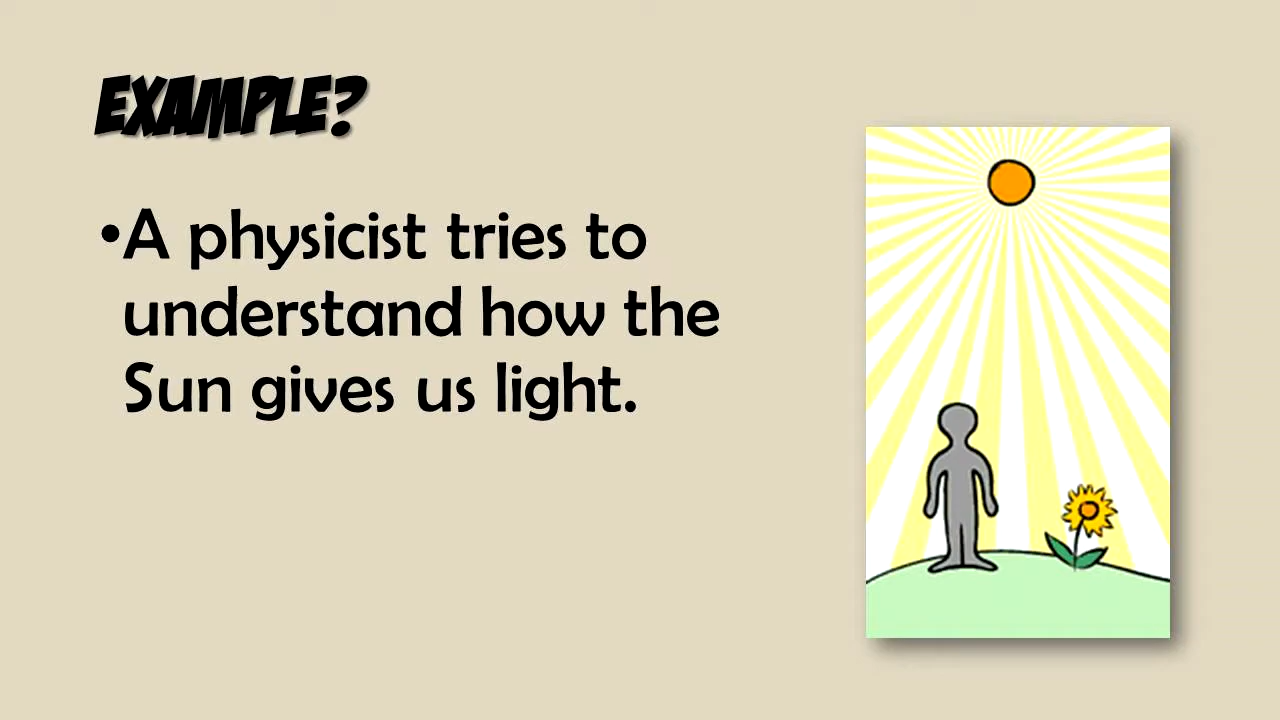 EXAMPLE?
•A physicist tries to
understand how the
Sun gives us light.